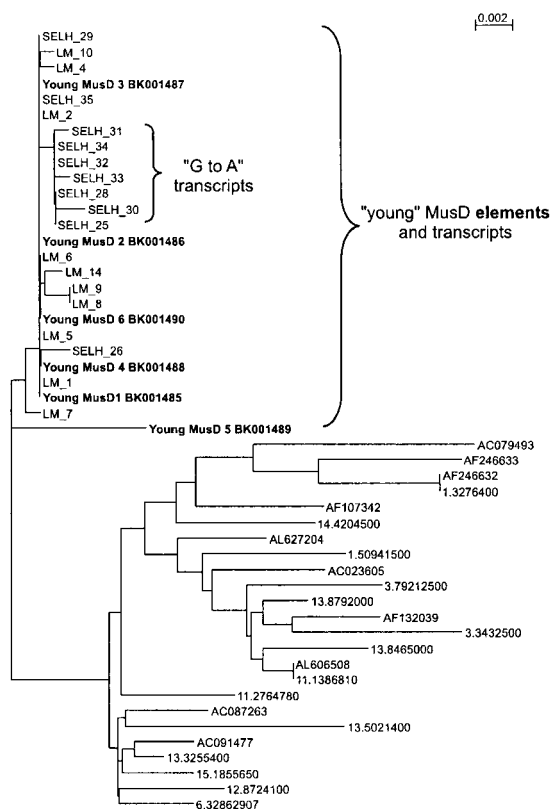 0.002
SELH_29
LM_10
LM_4
Young MusD 3 BK001487
SELH_35
LM_2
SELH_31
SELH_34
SELH_32
SELH_33
SELH_28
SELH_30
SELH_25
"G to A"
transcripts
Young MusD 2 BK001486
LM_6
LM_14
LM_9
LM_8
Young MusD 6 BK001490
LM_5
SELH_26
Young MusD 4 BK001488
LM_1
Young MusD1 BK001485
LM_7
"young" MusD elements
and transcripts
Young MusD 5 BK001489
AC079493
AF246633
AF246632
1.3276400
AF107342
14.4204500
AL627204
1.50941500
AC023605
3.79212500
13.8792000
AF132039
3.3432500
13.8465000
AL606508
11.1386810
11.2764780
AC087263
13.5021400
AC091477
13.3255400
15.1855650
12.8724100
6.32862907